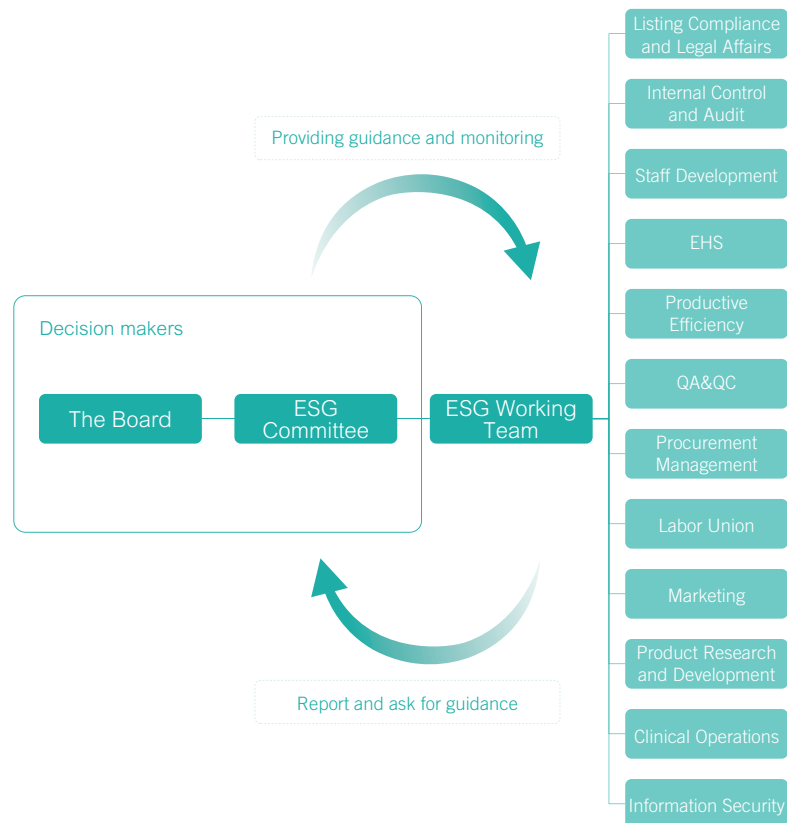 Providing guidance and monitoring
Decision makers
The Board
ESG
Committee
ESG Working
Team
Report and ask for guidance
Listing Compliance
and Legal Affairs
Internal Control
and Audit
Staff Development
EHS
Productive
Efficiency
QA&QC
Procurement
Management
Labor Union
Marketing
Product Research
and Development
Clinical Operations
Information Security